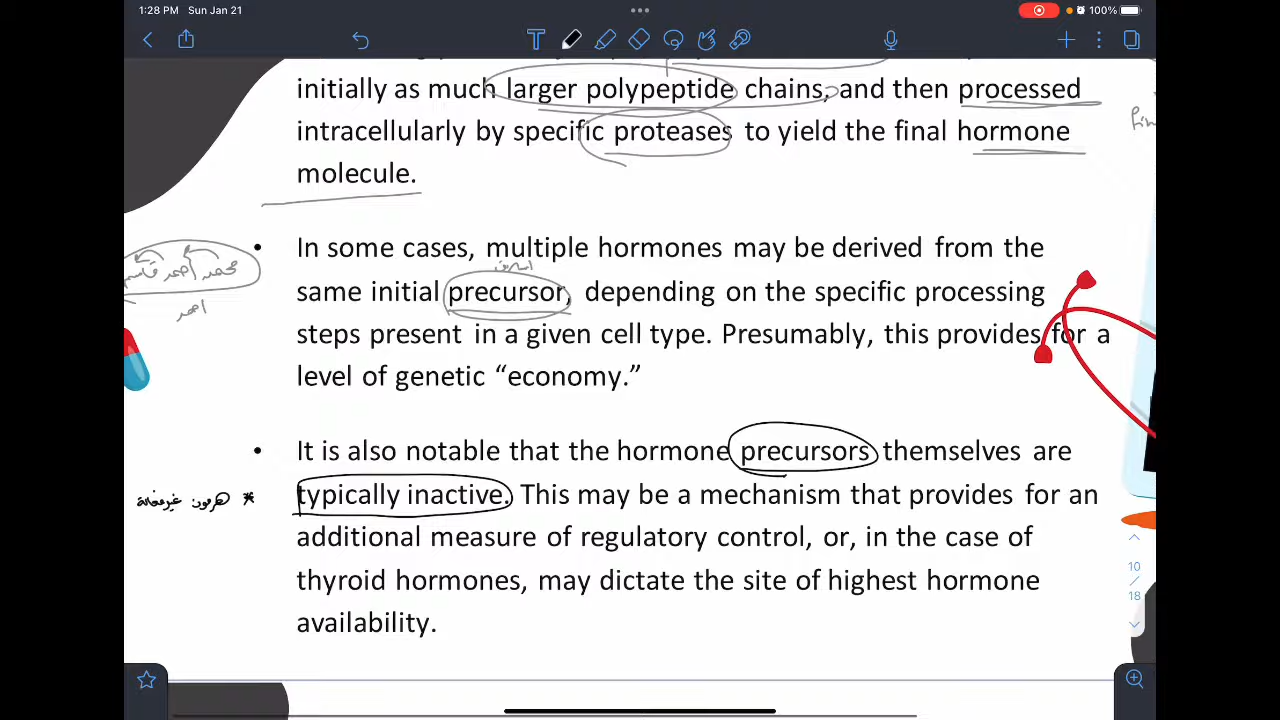 1:28 PM Sun Jan 21
100%
initially as much larger polypeptide chains, and then processed
intracellularly by specific proteases to yield the final hormone
molecule.
محمد احمد قاسم
احمد
• In some cases, multiple hormones may be derived from the
same initial precursor, depending on the specific processing
steps present in a given cell type. Presumably, this provides for a
level of genetic “economy.”
• It is also notable that the hormone precursors themselves are
typically inactive. This may be a mechanism that provides for an
* هرمون غير فعالة
additional measure of regulatory control, or, in the case of
thyroid hormones, may dictate the site of highest hormone
availability.
10
/
18